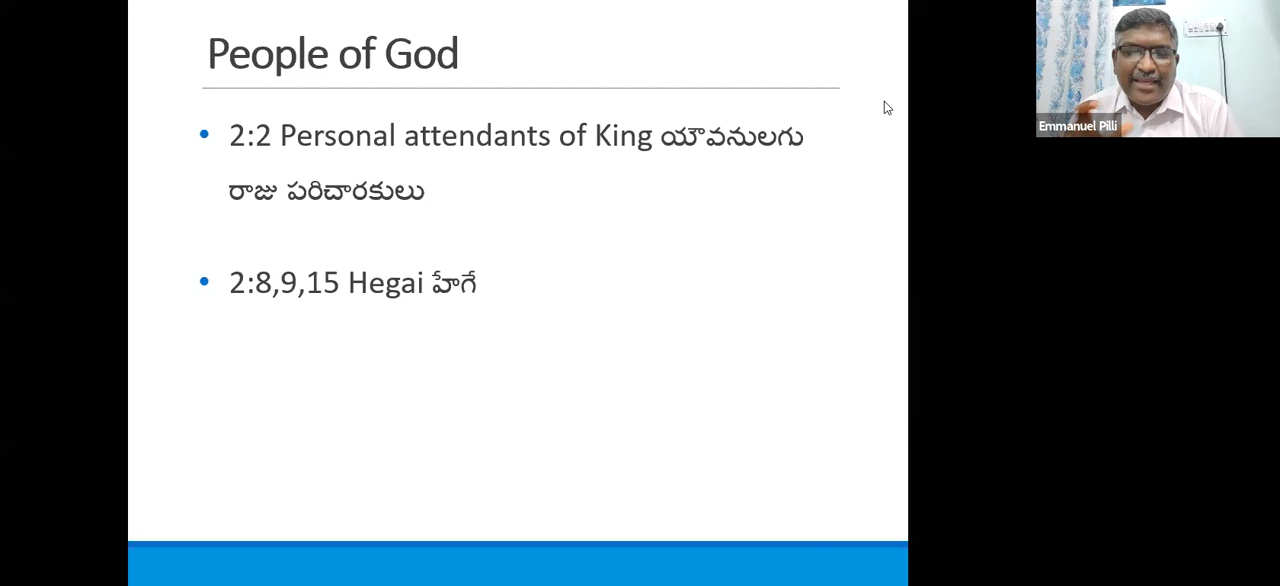 People of God
• 2:2 Personal attendants of King యౌవనులగు
రాజు పరిచారకులు
• 2:8,9,15 Hegai హేగే
Emmanuel Pilli